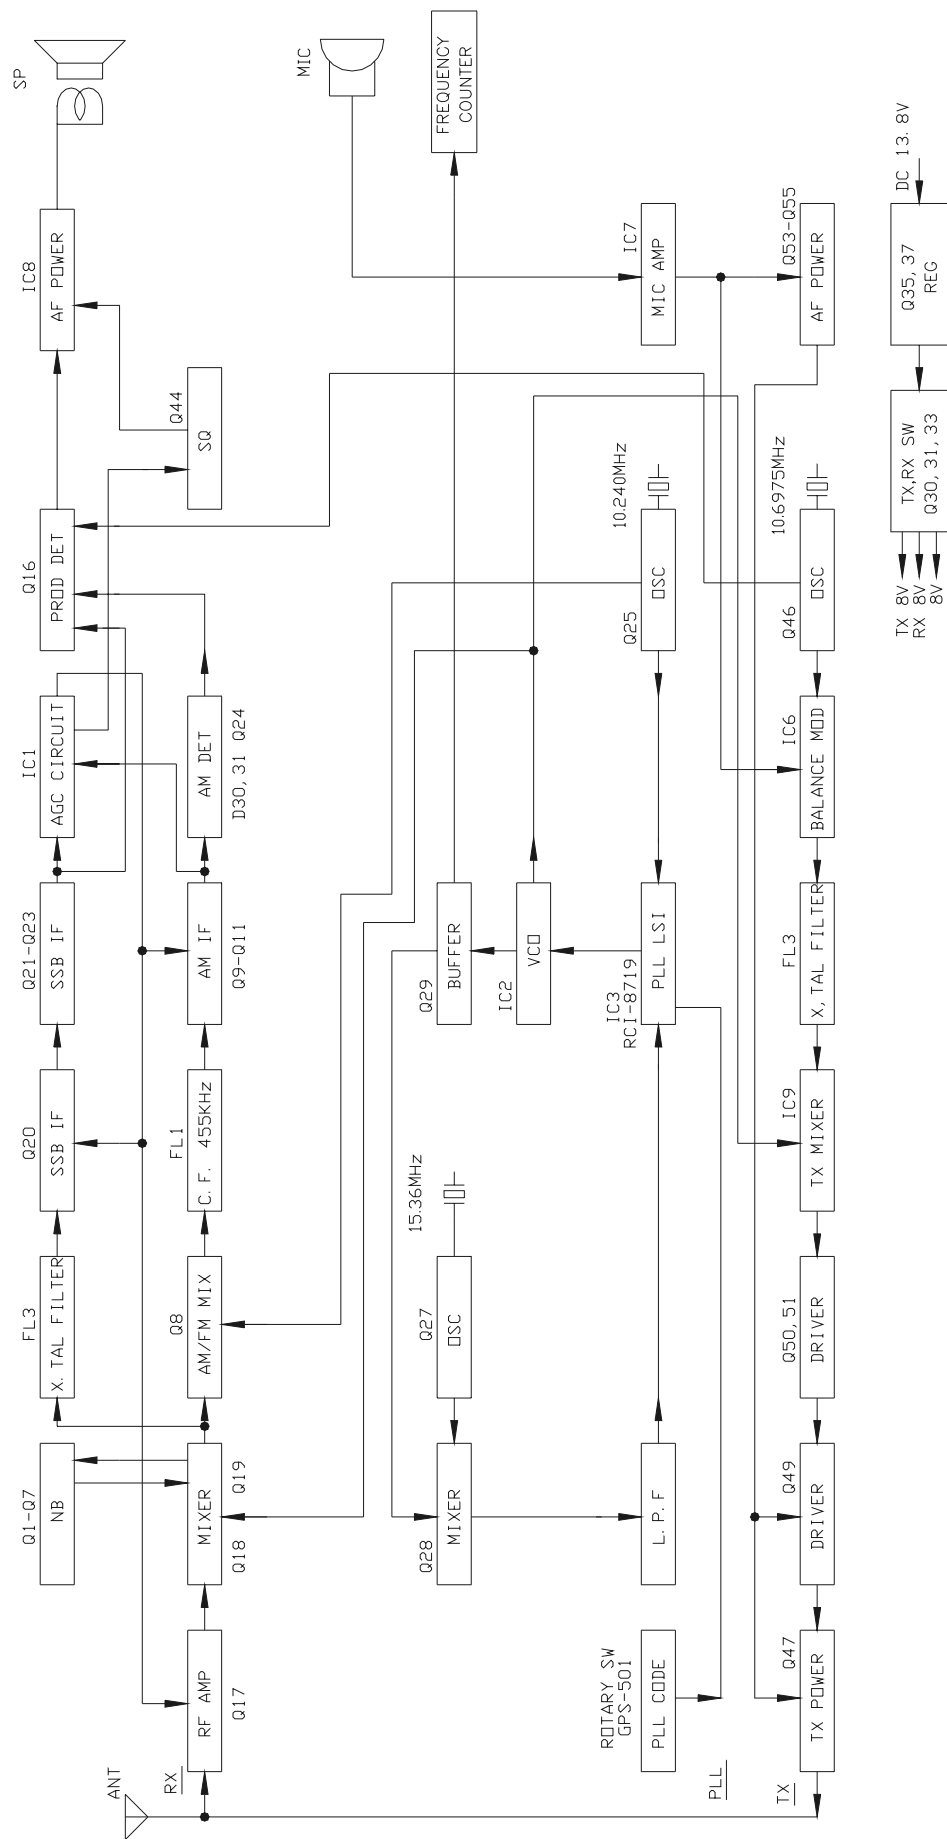 Q1-Q7
NB
FL3
X. TAL FILTER
Q20
SSB IF
Q21-Q23
SSB IF
IC1
AGC CIRCUIT
Q16
PROD DET
IC8
AF POWER
SP
ANT
RX
RF AMP
Q17
MIXER
Q18 Q19
Q8
AM/FM MIX
FL1
C. F. 455KHz
AM IF
Q9-Q11
AM DET
D30, 31 Q24
Q44
SQ
MIC
15.36MHz
Q28
MIXER
Q27
OSC
Q29
BUFFER
FREQUENCY
COUNTER
IC2
VCO
ROTARY SW
GPS-501
PLL CODE
L. P. F
IC3
RCI-8719
PLL LSI
Q25
OSC
10.240MHz
IC7
MIC AMP
PLL
TX
Q47
TX POWER
Q49
DRIVER
Q50, 51
DRIVER
IC9
TX MIXER
FL3
X, TAL FILTER
IC6
BALANCE MOD
Q46
OSC
10.6975MHz
Q53-Q55
AF POWER
TX 8V
RX 8V
8V
TX,RX SW
Q30, 31, 33
Q35, 37
REG
DC 13. 8V